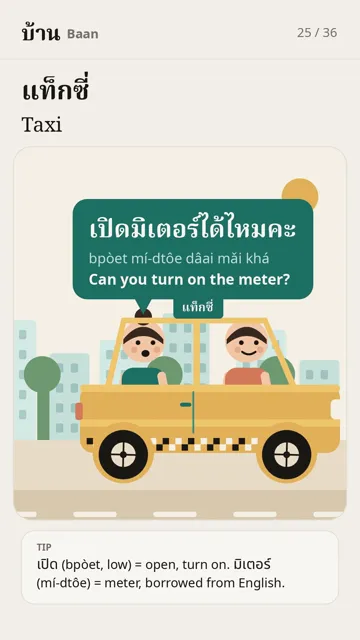 บ้าน Baan
25 / 36
แท็กซี่
Taxi
เปิดมิเตอร์ได้ไหมคะ
bpòet mí-dtôe dâai mǎi khá
Can you turn on the meter?
แท็กซี่
TIP
เปิด (bpòet, low) = open, turn on. มิเตอร์
(mí-dtôe) = meter, borrowed from English.